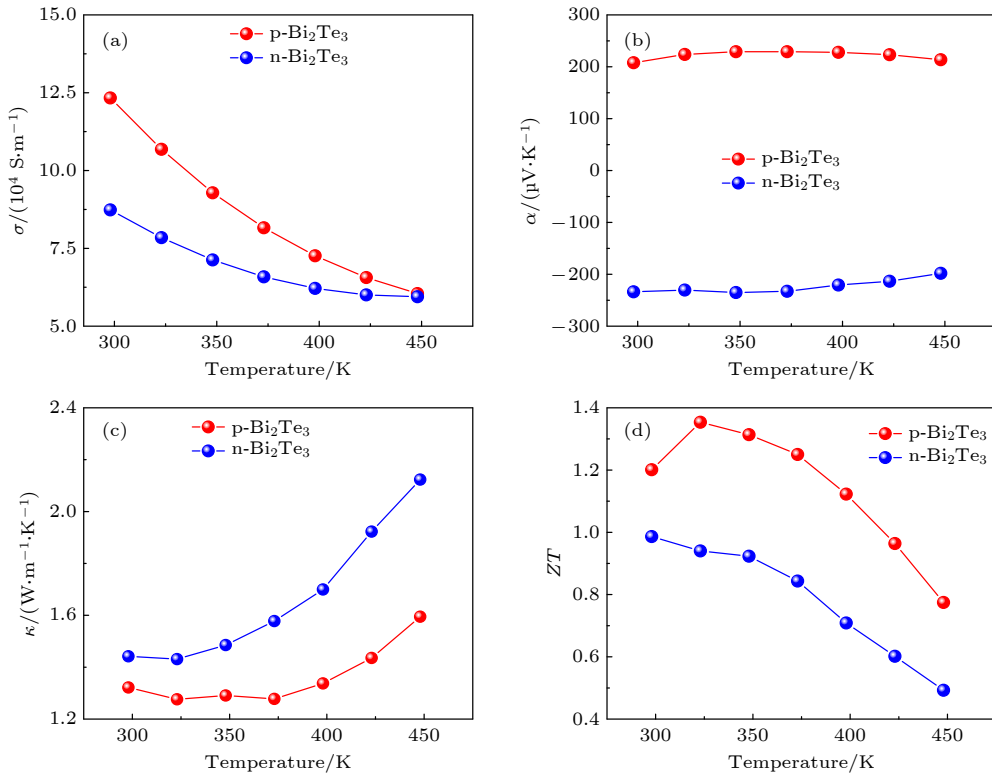 (a)
p-Bi₂Te₃
n-Bi₂Te₃
15.0
12.5
10.0
7.5
5.0
σ/(10⁴ S·m⁻¹)
300 350 400 450
Temperature/K
(b)
p-Bi₂Te₃
n-Bi₂Te₃
300
200
100
0
−100
−200
−300
α/(μV·K⁻¹)
300 350 400 450
Temperature/K
(c)
p-Bi₂Te₃
n-Bi₂Te₃
2.4
2.0
1.6
1.2
κ/(W·m⁻¹·K⁻¹)
300 350 400 450
Temperature/K
(d)
p-Bi₂Te₃
n-Bi₂Te₃
1.4
1.2
1.0
0.8
0.6
0.4
ZT
300 350 400 450
Temperature/K